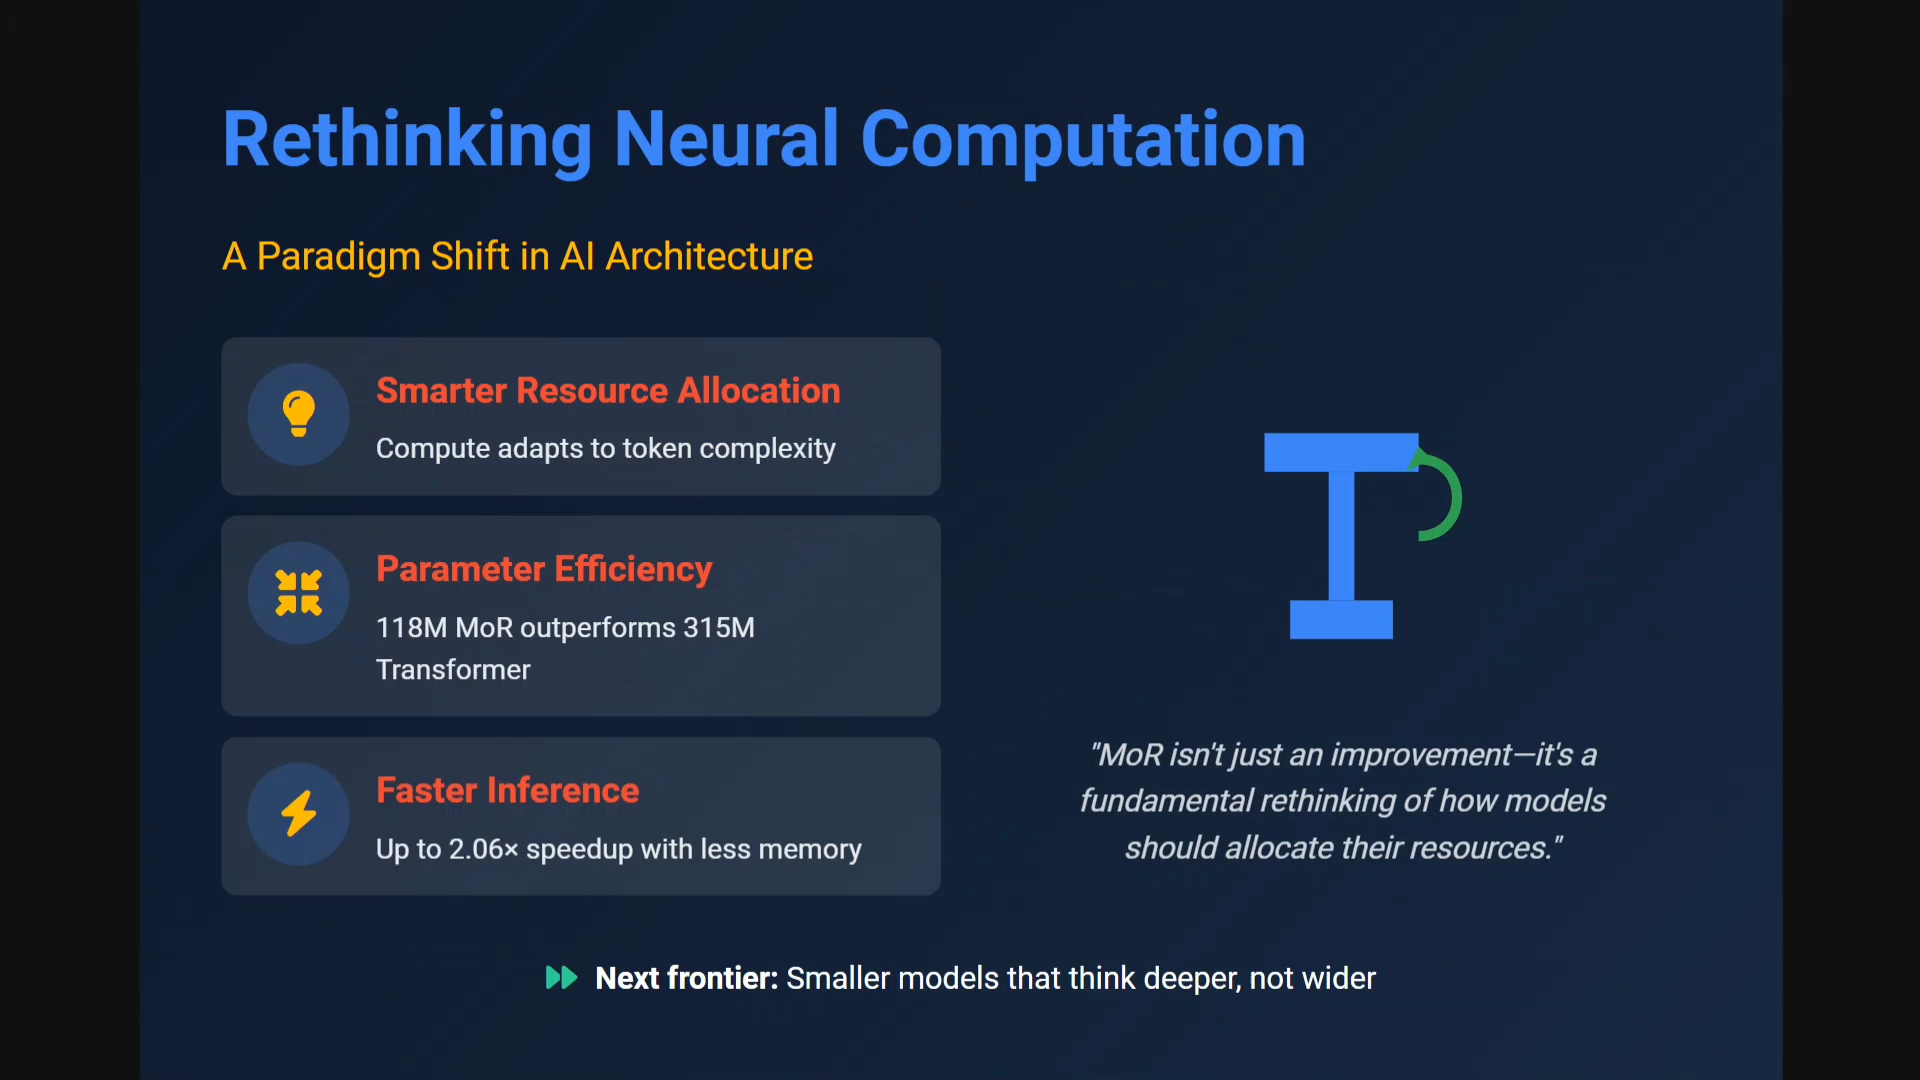 Rethinking Neural Computation
A Paradigm Shift in AI Architecture
Smarter Resource Allocation
Compute adapts to token complexity
Parameter Efficiency
118M MoR outperforms 315M
Transformer
Faster Inference
Up to 2.06× speedup with less memory
"MoR isn't just an improvement—it's a
fundamental rethinking of how models
should allocate their resources."
Next frontier: Smaller models that think deeper, not wider